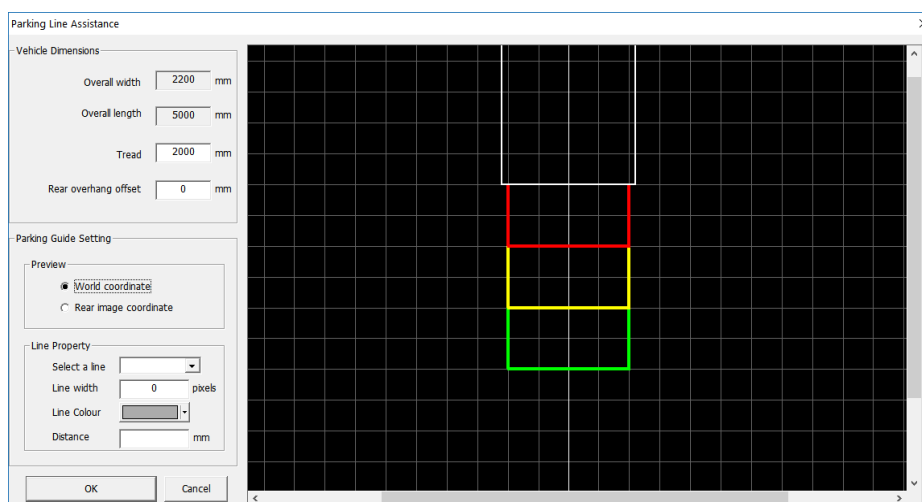 Parking Line Assistance
Vehicle Dimensions
Overall width 2200 mm
Overall length 5000 mm
Tread 2000 mm
Rear overhang offset 0 mm
Parking Guide Setting
Preview
World coordinate
Rear image coordinate
Line Property
Select a line
Line width 0 pixels
Line Colour
Distance mm
OK Cancel